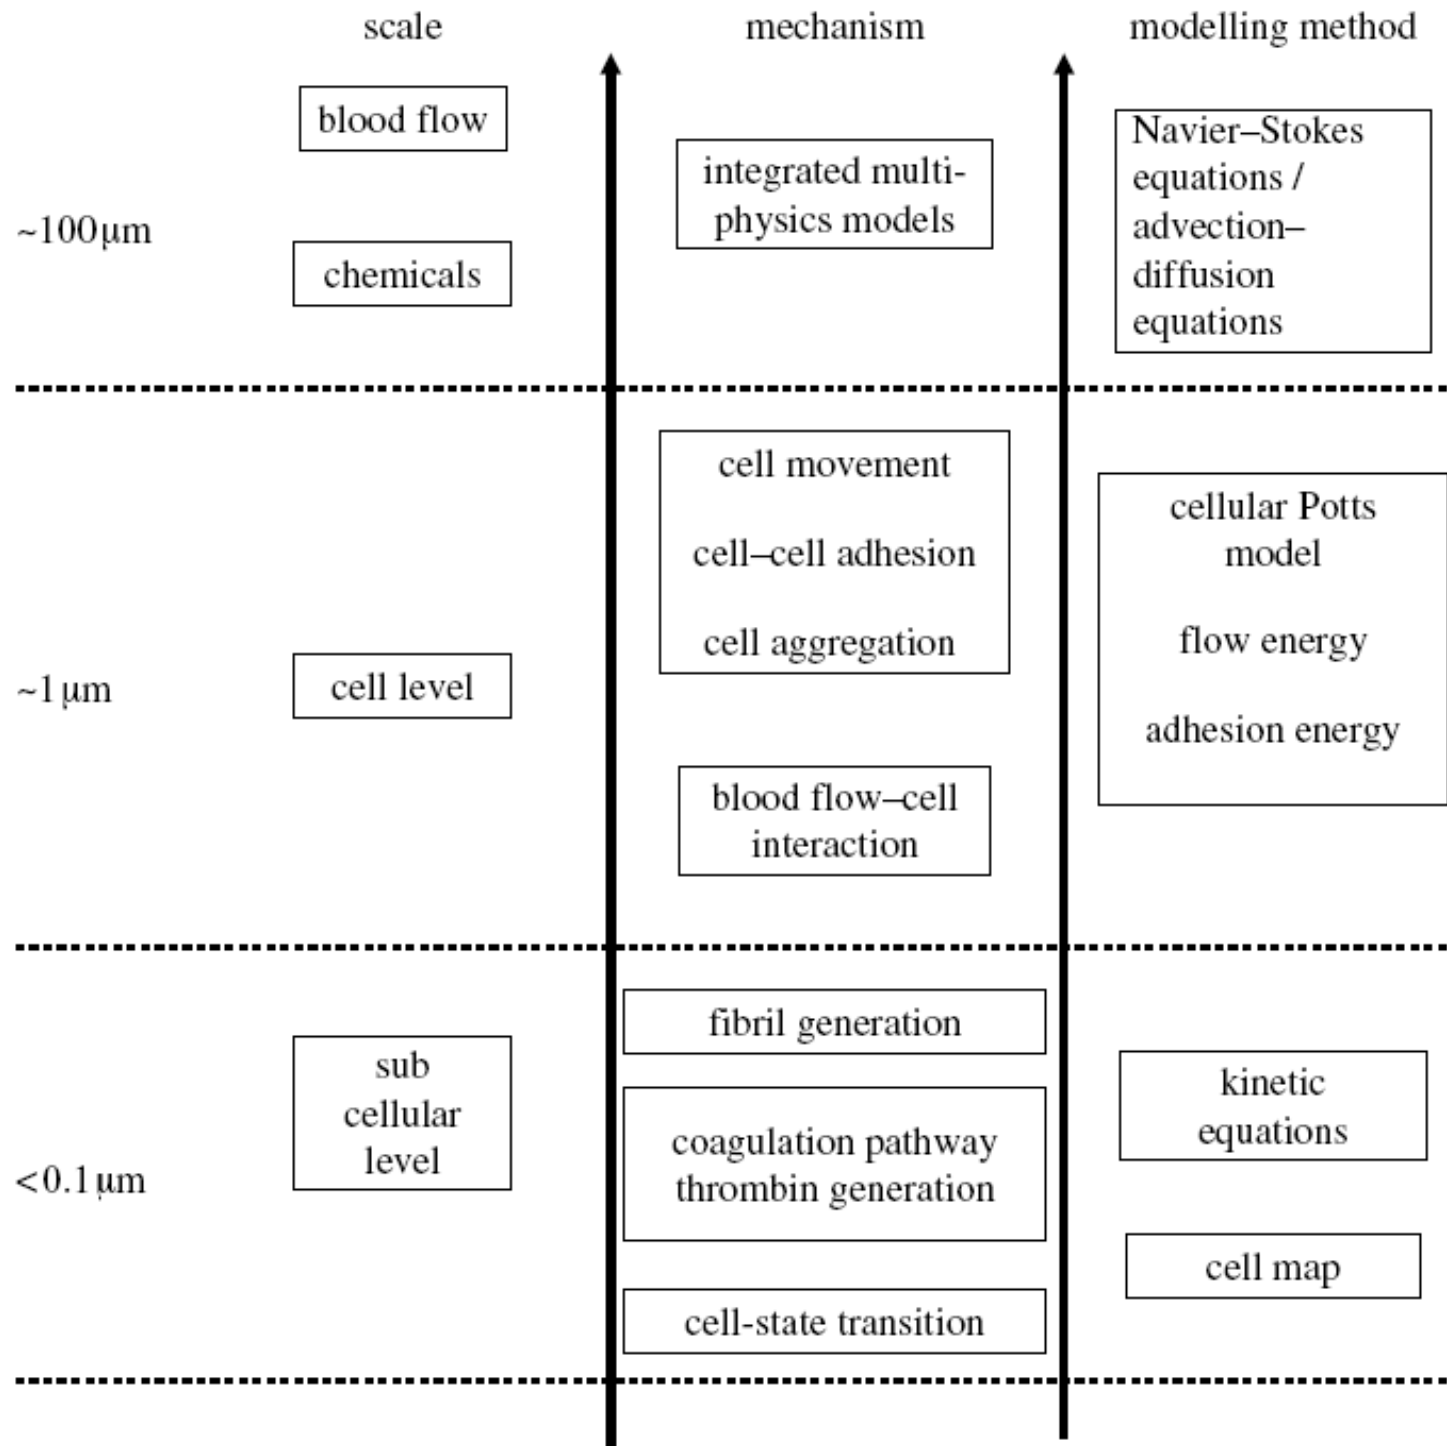 scale
mechanism
modelling method
~100µm
blood flow
chemicals
integrated multi-
physics models
Navier–Stokes
equations /
advection–
diffusion
equations
~1µm
cell level
cell movement
cell–cell adhesion
cell aggregation
blood flow–cell
interaction
cellular Potts
model
flow energy
adhesion energy
<0.1µm
sub
cellular
level
fibril generation
coagulation pathway
thrombin generation
cell-state transition
kinetic
equations
cell map